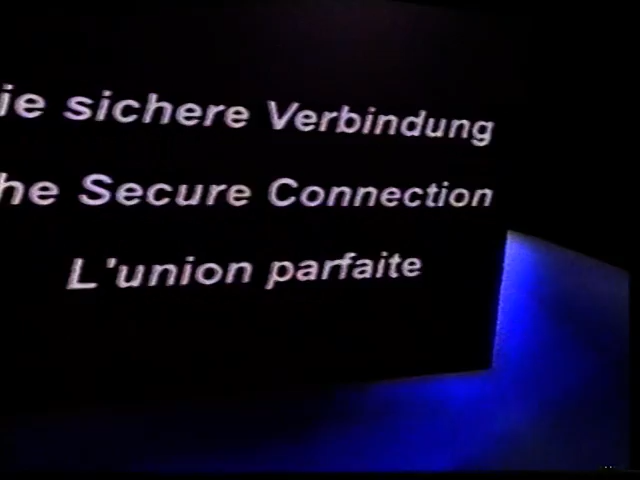 ie sichere Verbindung
he Secure Connection
L'union parfaite